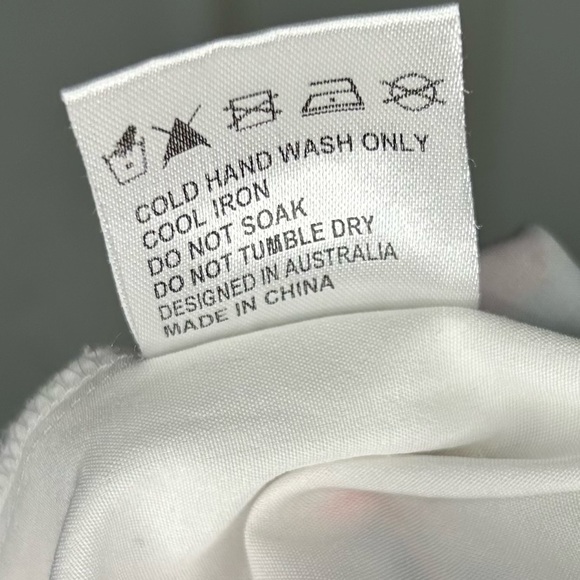 COLD HAND WASH ONLY
COOL IRON
DO NOT SOAK
DO NOT TUMBLE DRY
DESIGNED IN AUSTRALIA
MADE IN CHINA